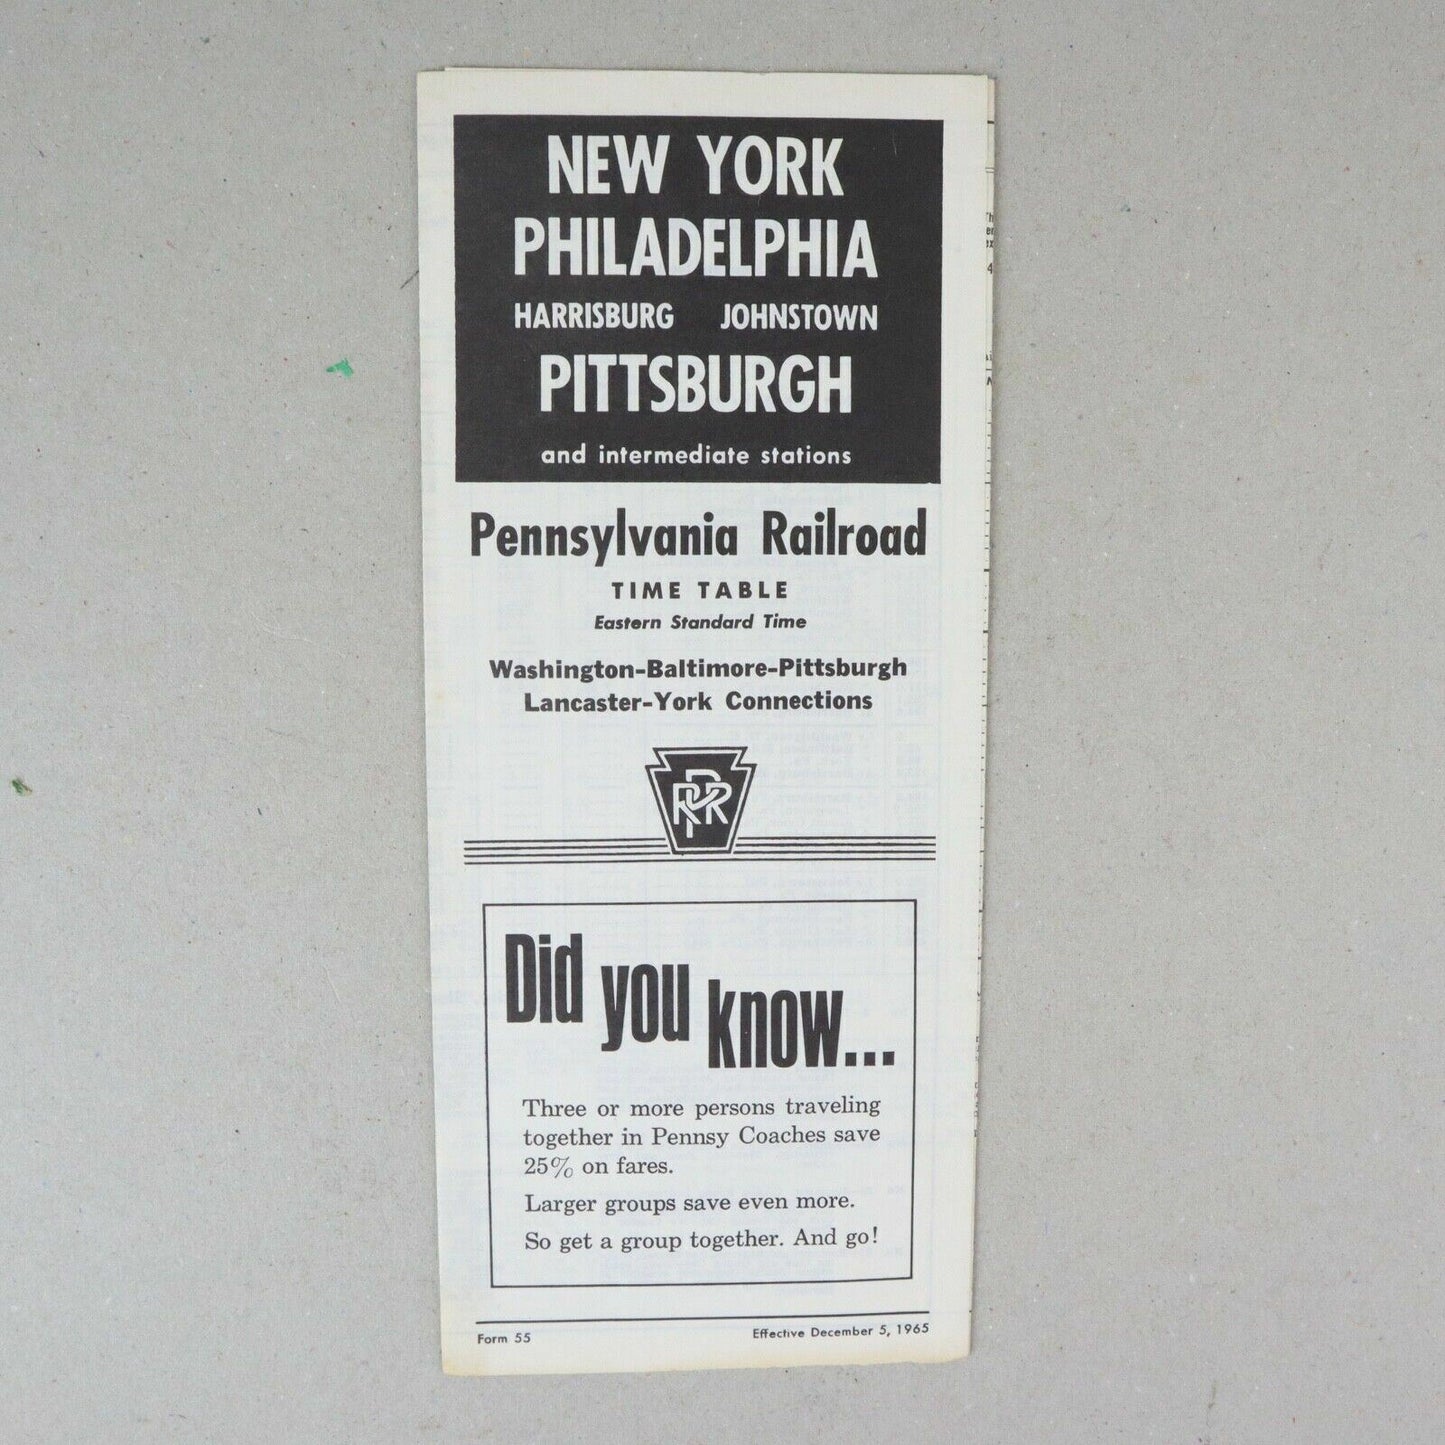 NEW YORK
PHILADELPHIA
HARRISBURG JOHNSTOWN
PITTSBURGH
and intermediate stations
Pennsylvania Railroad
TIME TABLE
Eastern Standard Time
Washington-Baltimore-Pittsburgh
Lancaster-York Connections
PRR
Did you know...
Three or more persons traveling
together in Pennsy Coaches save
25% on fares.
Larger groups save even more.
So get a group together. And go!
Form 55
Effective December 5, 1965